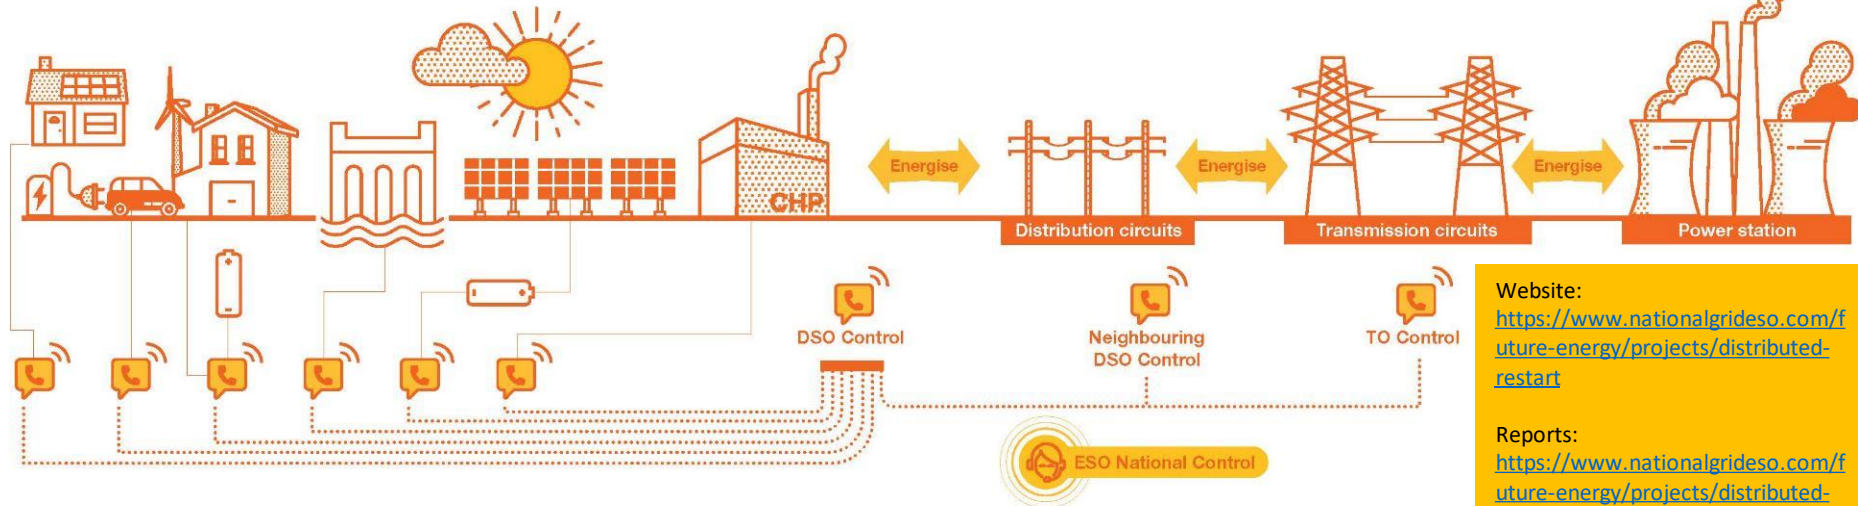 CHP
Energise
Energise
Energise
Distribution circuits
Transmission circuits
Power station
DSO Control
Neighbouring
DSO Control
TO Control
ESO National Control
Website:
https://www.nationalgrideso.com/f
uture-energy/projects/distributed-
restart
Reports:
https://www.nationalgrideso.com/f
uture-energy/projects/distributed-